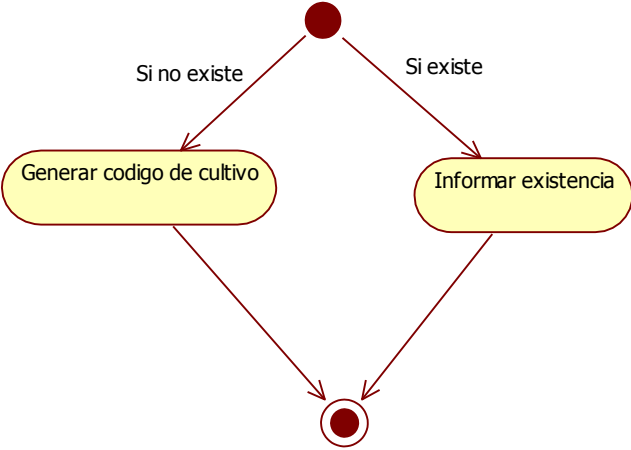 Si no existe
Si existe
Generar codigo de cultivo
Informar existencia